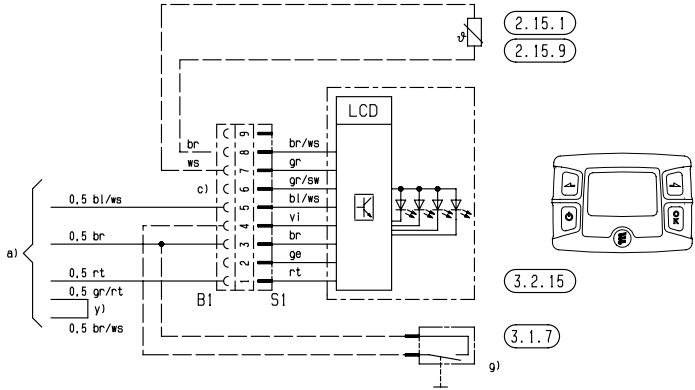 2.15.1
ϑ
2.15.9
LCD
9
br
8
br/ws
ws
7
gr
c)
6
gr/sw
0,5 bl/ws
5
bl/ws
4
vi
a)
0,5 br
3
br
2
ge
0,5 rt
1
rt
3.2.15
0,5 gr/rt
B1
S1
y)
0,5 br/ws
3.1.7
g)
OK